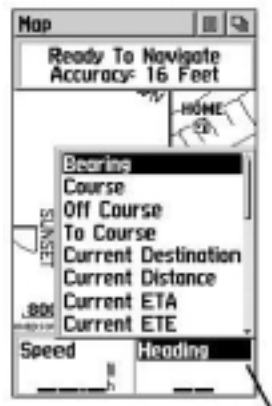 Map
Ready To Navigate
Accuracy: 16 Feet
HOME
SUNSET
Bearing
Course
Off Course
To Course
Current Destination
Current Distance
Current ETA
Current ETE
.800
Speed
Heading